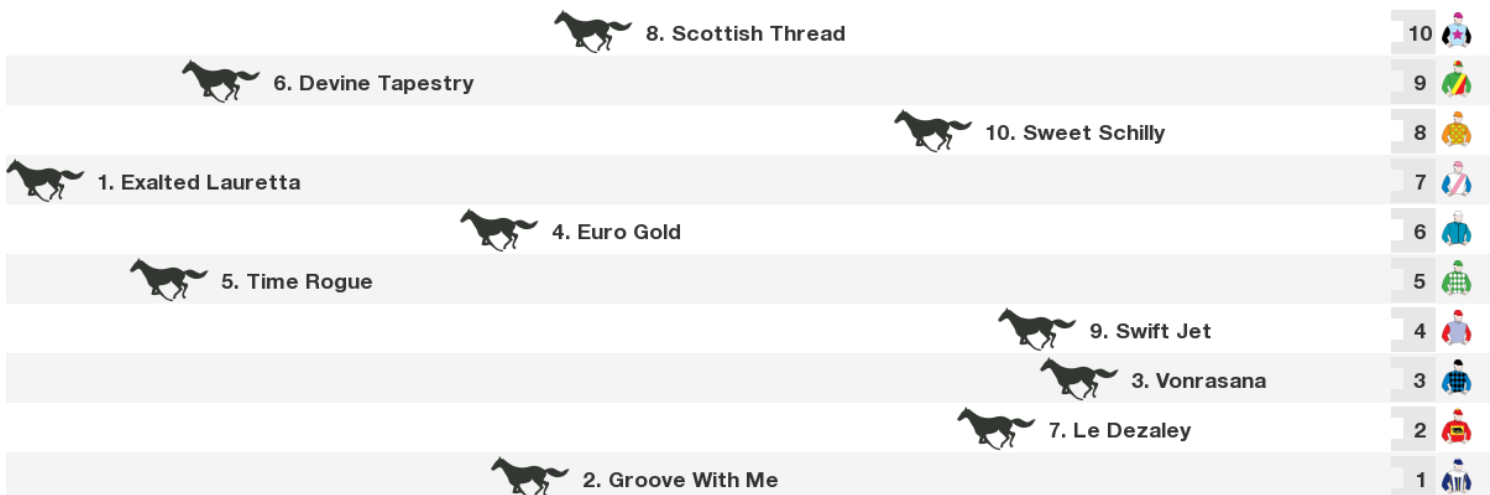 8. Scottish Thread 10
6. Devine Tapestry 9
10. Sweet Schilly 8
1. Exalted Lauretta 7
4. Euro Gold 6
5. Time Rogue 5
9. Swift Jet 4
3. Vonrasana 3
7. Le Dezaley 2
2. Groove With Me 1